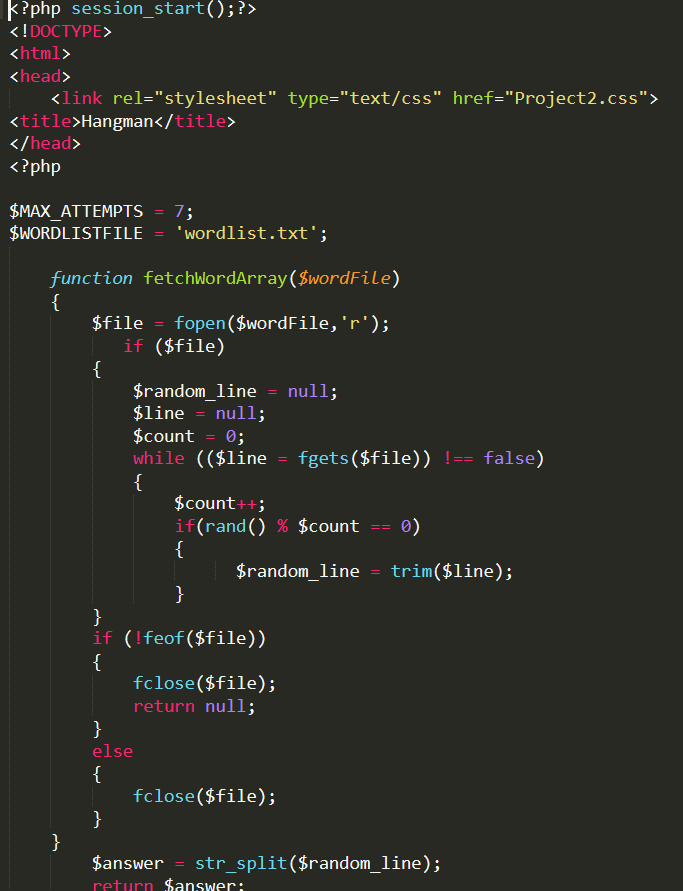 <?php session_start();?>
<!DOCTYPE>
<html>
<head>
    <link rel="stylesheet" type="text/css" href="Project2.css">
<title>Hangman</title>
</head>
<?php

$MAX_ATTEMPTS = 7;
$WORDLISTFILE = 'wordlist.txt';

    function fetchWordArray($wordFile)
    {
        $file = fopen($wordFile,'r');
           if ($file)
        {
            $random_line = null;
            $line = null;
            $count = 0;
            while (($line = fgets($file)) !== false)
            {
                $count++;
                if(rand() % $count == 0)
                {
                      $random_line = trim($line);
                }
        }
        if (!feof($file))
        {
            fclose($file);
            return null;
        }
        else
        {
            fclose($file);
        }
    }
        $answer = str_split($random_line);
        return $answer;